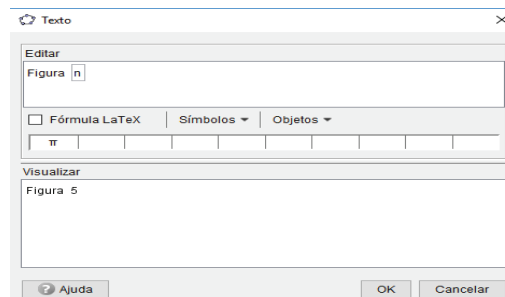 Texto
Editar
Figura n
Fórmula LaTeX Símbolos Objetos
π
Visualizar
Figura 5
Ajuda OK Cancelar